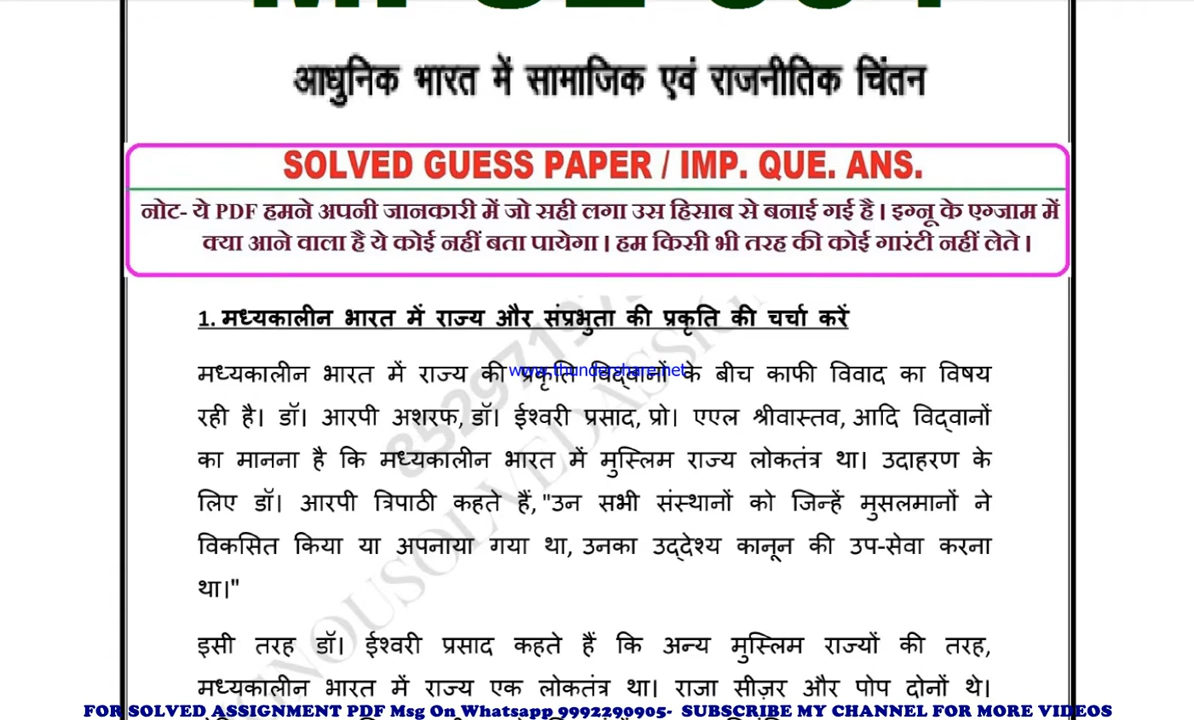 आधुनिक भारत में सामाजिक एवं राजनीतिक चिंतन
SOLVED GUESS PAPER / IMP. QUE. ANS.
नोट- ये PDF हमने अपनी जानकारी में जो सही लगा उस हिसाब से बनाई गई है। इग्नू के एग्जाम में
क्या आने वाला है ये कोई नहीं बता पायेगा। हम किसी भी तरह की कोई गारंटी नहीं लेते।
1. मध्यकालीन भारत में राज्य और संप्रभुता की प्रकृति की चर्चा करें
मध्यकालीन भारत में राज्य की प्रकृति विद्वानों के बीच काफी विवाद का विषय
www.thundershare.net
रही है। डॉ। आरपी अशरफ, डॉ। ईश्वरी प्रसाद, प्रो। एएल श्रीवास्तव, आदि विद्वानों
का मानना है कि मध्यकालीन भारत में मुस्लिम राज्य लोकतंत्र था। उदाहरण के
लिए डॉ। आरपी त्रिपाठी कहते हैं, "उन सभी संस्थानों को जिन्हें मुसलमानों ने
विकसित किया या अपनाया गया था, उनका उद्देश्य कानून की उप-सेवा करना
था।"
इसी तरह डॉ। ईश्वरी प्रसाद कहते हैं कि अन्य मुस्लिम राज्यों की तरह,
मध्यकालीन भारत में राज्य एक लोकतंत्र था। राजा सीज़र और पोप दोनों थे।
FOR SOLVED ASSIGNMENT PDF Msg On Whatsapp 9992290905- SUBSCRIBE MY CHANNEL FOR MORE VIDEOS